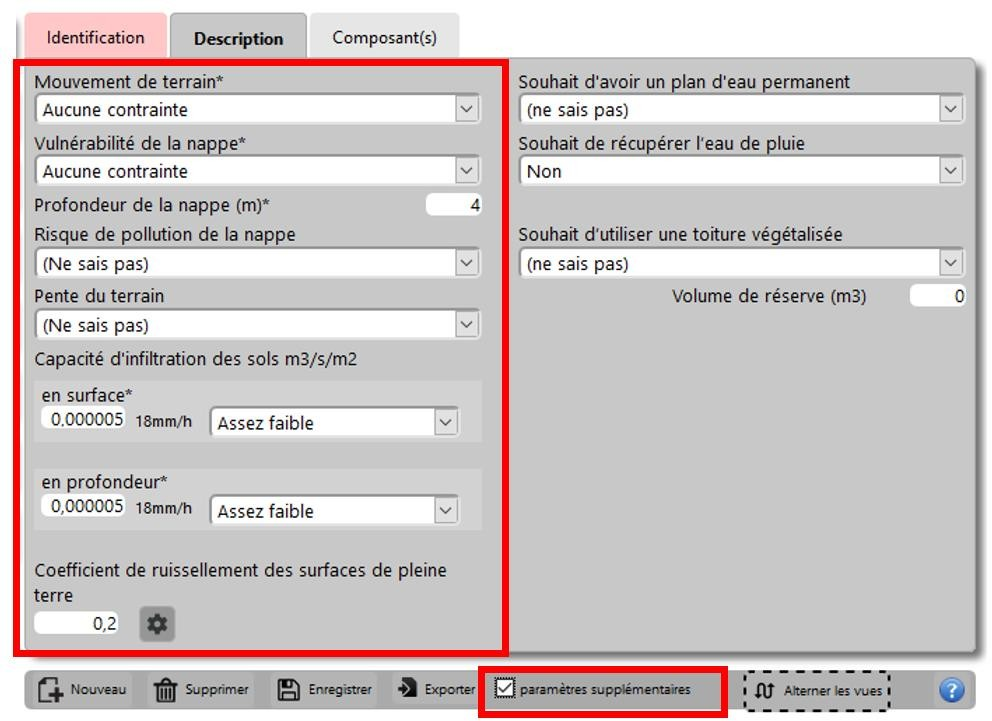 Identification
Description
Composant(s)
Mouvement de terrain*
Aucune contrainte
Vulnérabilité de la nappe*
Aucune contrainte
Profondeur de la nappe (m)*
4
Risque de pollution de la nappe
(Ne sais pas)
Pente du terrain
(Ne sais pas)
Capacité d'infiltration des sols m3/s/m2
en surface*
0.000005 18mm/h Assez faible
en profondeur*
0,000005 18mm/h Assez faible
Coefficient de ruissellement des surfaces de pleine
terre
0,2
Souhait d'avoir un plan d'eau permanent
(ne sais pas)
Souhait de récupérer l'eau de pluie
Non
Souhait d'utiliser une toiture végétalisée
(ne sais pas)
Volume de réserve (m3) 0
Nouveau
Supprimer
Enregistrer
Exporter
paramètres supplémentaires
Alterner les vues
?